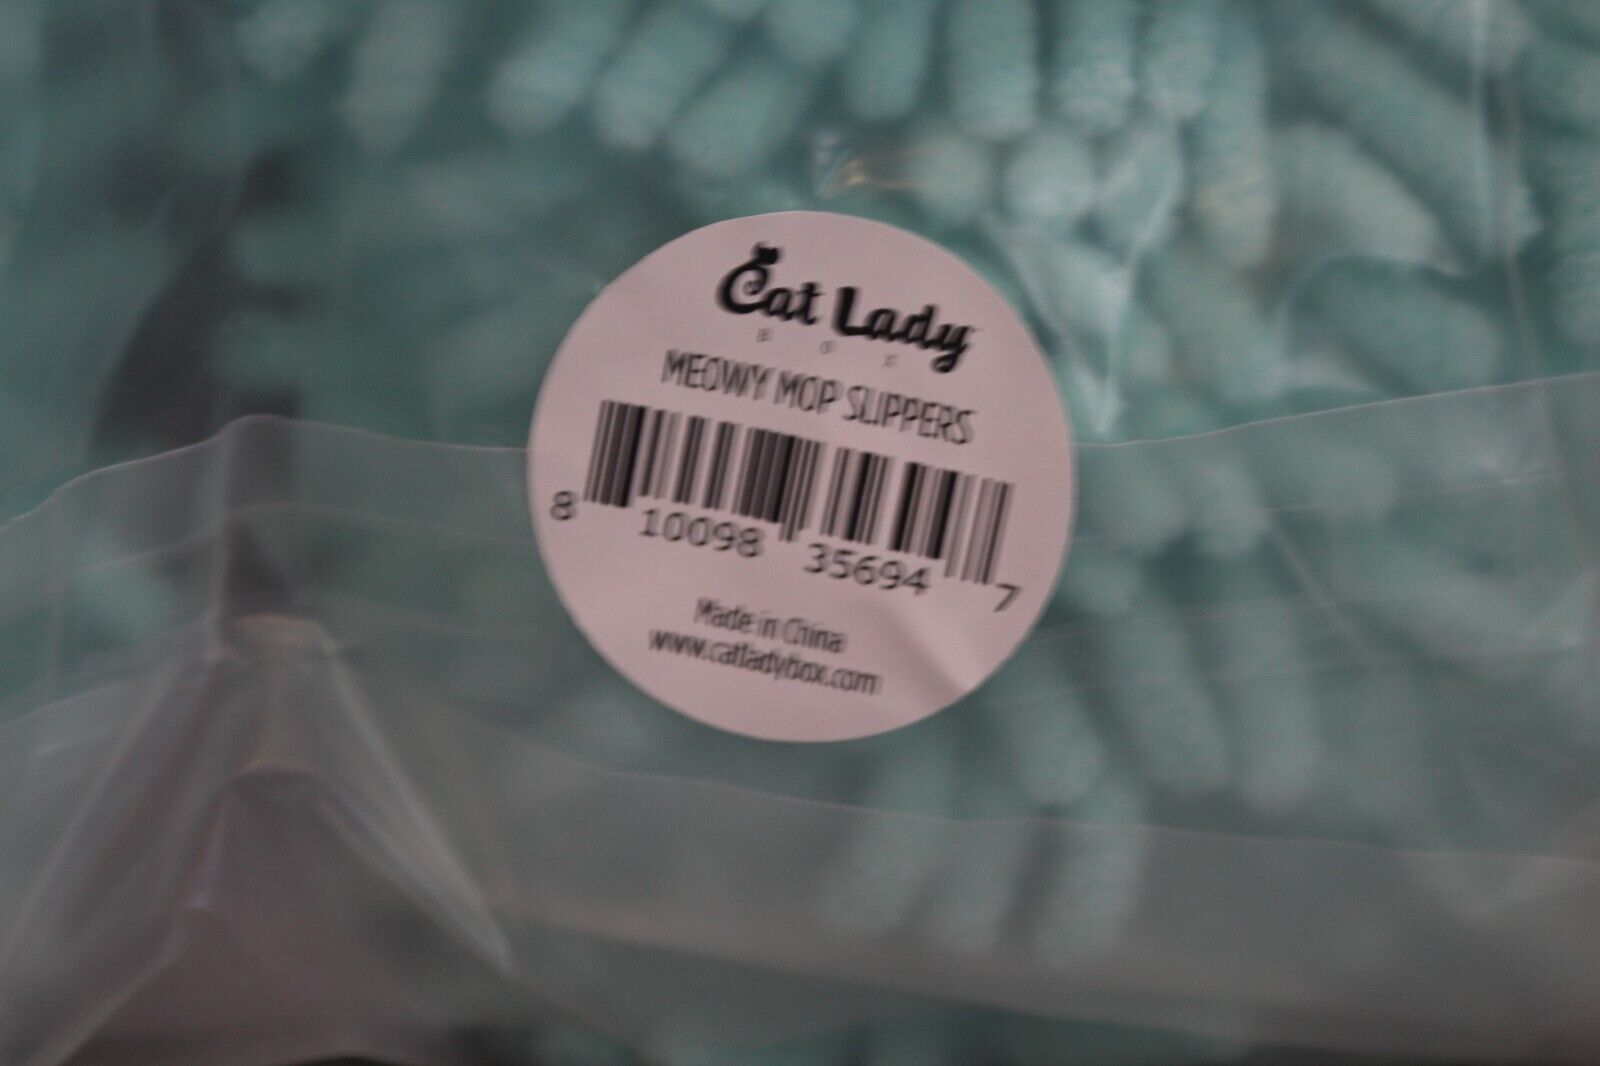 Cat Lady
BOX
MEOWY MOP SLIPPERS
8 10098 35694 7
Made in China
www.catladybox.com